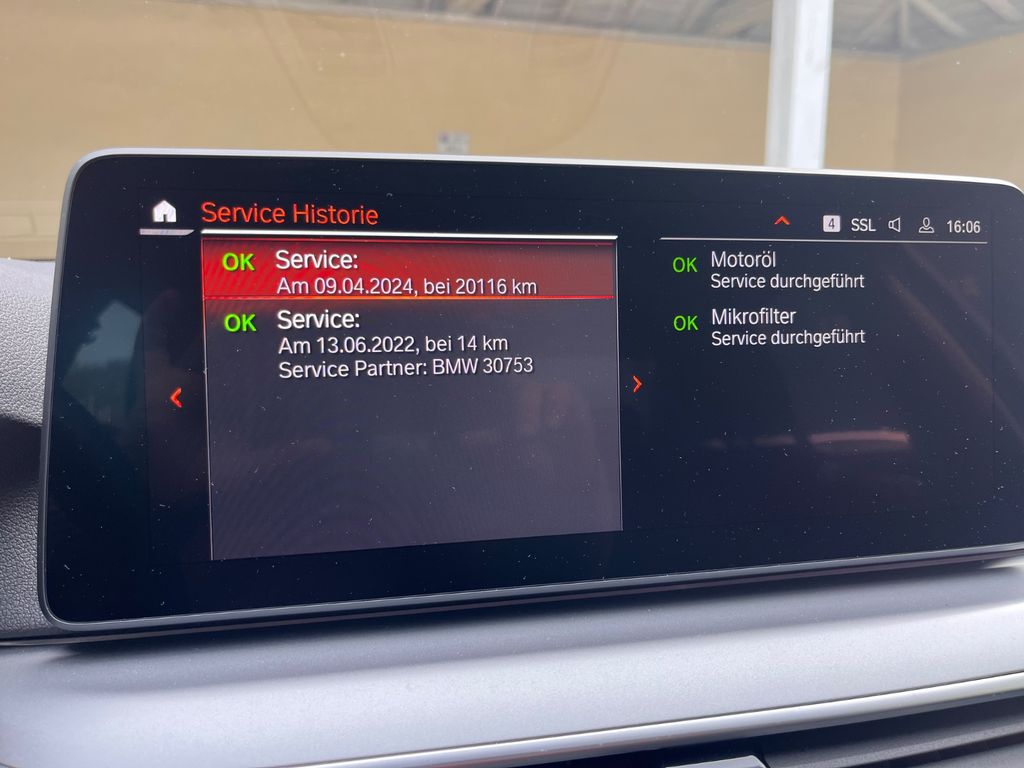 Service Historie
4 SSL 16:06
OK Service:
Am 09.04.2024, bei 20116 km
OK Service:
Am 13.06.2022, bei 14 km
Service Partner: BMW 30753
OK Motoröl
Service durchgeführt
OK Mikrofilter
Service durchgeführt